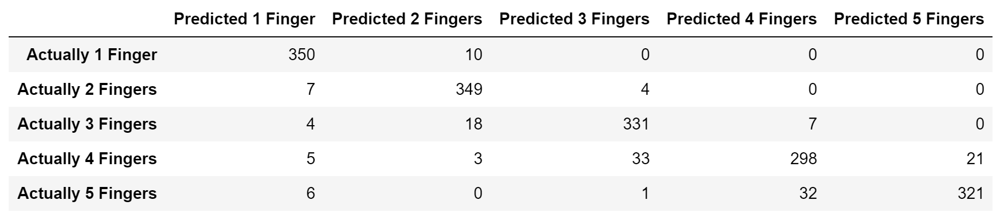 Predicted 1 Finger Predicted 2 Fingers Predicted 3 Fingers Predicted 4 Fingers Predicted 5 Fingers
Actually 1 Finger 350 10 0 0 0
Actually 2 Fingers 7 349 4 0 0
Actually 3 Fingers 4 18 331 7 0
Actually 4 Fingers 5 3 33 298 21
Actually 5 Fingers 6 0 1 32 321